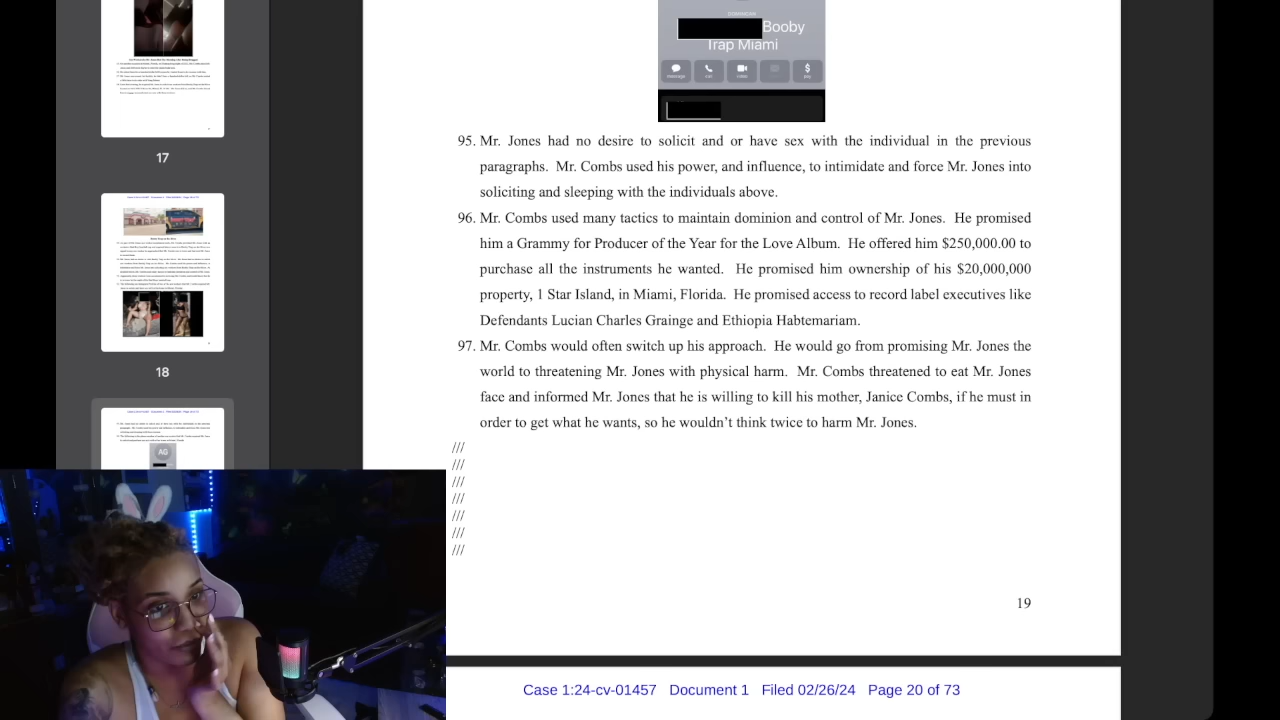 17
18
AG
Booby
Trap Miami
message
call
video
pay
95. Mr. Jones had no desire to solicit and or have sex with the individual in the previous
paragraphs. Mr. Combs used his power, and influence, to intimidate and force Mr. Jones into
soliciting and sleeping with the individuals above.
96. Mr. Combs used many tactics to maintain dominion and control of Mr. Jones. He promised
him a Grammy for Producer of the Year for the Love Album. He offered him $250,000.00 to
purchase all the instruments he wanted. He promised him ownership of his $20,000,000
property, 1 Star Island, in Miami, Florida. He promised access to record label executives like
Defendants Lucian Charles Grainge and Ethiopia Habtemariam.
97. Mr. Combs would often switch up his approach. He would go from promising Mr. Jones the
world to threatening Mr. Jones with physical harm. Mr. Combs threatened to eat Mr. Jones
face and informed Mr. Jones that he is willing to kill his mother, Janice Combs, if he must in
order to get what he wants, so he wouldn't think twice to harm Mr. Jones.
///
///
///
///
///
///
///
19
Case 1:24-cv-01457 Document 1 Filed 02/26/24 Page 20 of 73